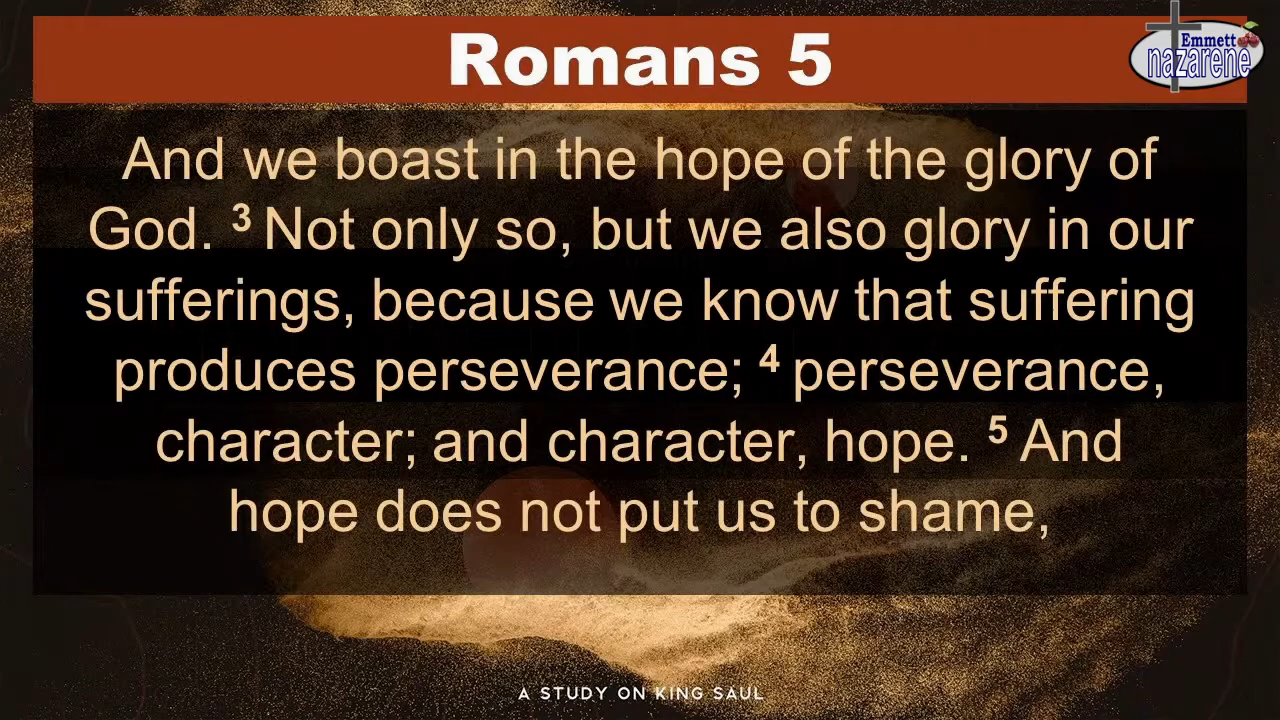 Romans 5
Emmett
nazarene
And we boast in the hope of the glory of
God. ³ Not only so, but we also glory in our
sufferings, because we know that suffering
produces perseverance; ⁴ perseverance,
character; and character, hope. ⁵ And
hope does not put us to shame,
A STUDY ON KING SAUL